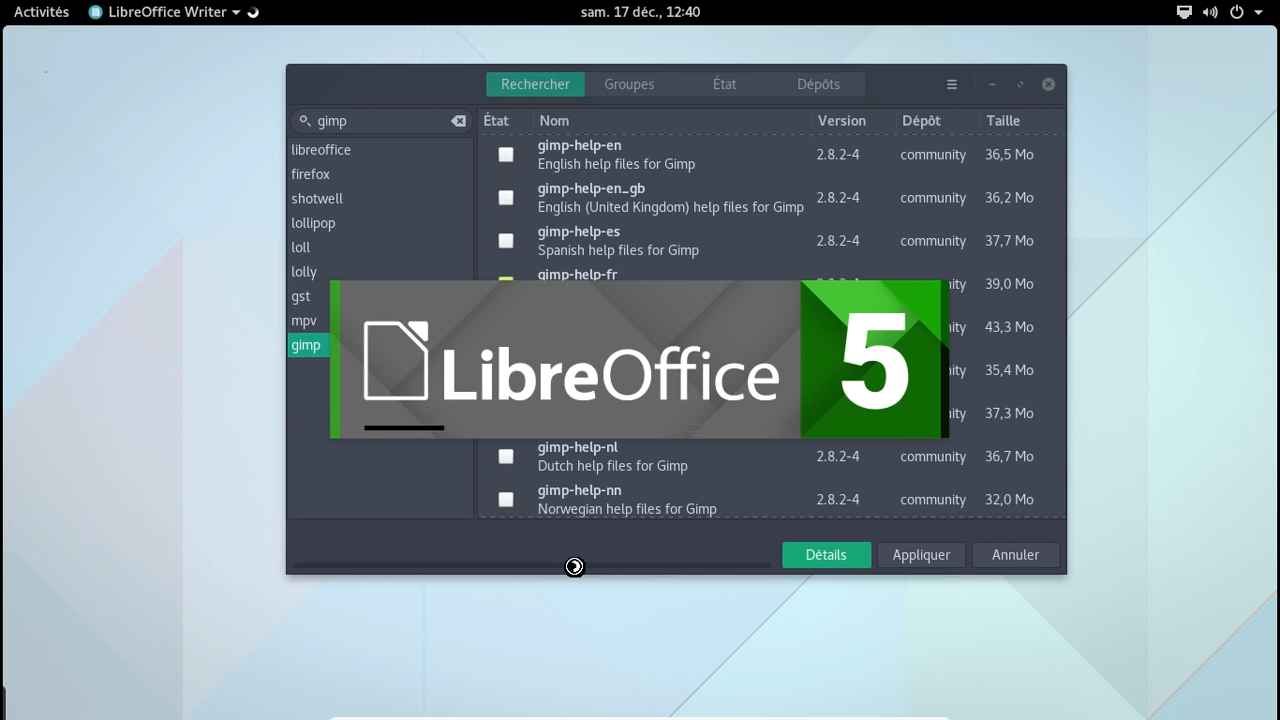 Activités LibreOffice Writer sam. 17 déc., 12:40
Rechercher Groupes État Dépôts
gimp
libreoffice
firefox
shotwell
lollipop
loll
lolly
gst
mpv
gimp
État Nom Version Dépôt Taille
gimp-help-en
English help files for Gimp
2.8.2-4 community 36,5 Mo
gimp-help-en_gb
English (United Kingdom) help files for Gimp
2.8.2-4 community 36,2 Mo
gimp-help-es
Spanish help files for Gimp
2.8.2-4 community 37,7 Mo
gimp-help-fr
39,0 Mo
43,3 Mo
35,4 Mo
37,3 Mo
LibreOffice 5
gimp-help-nl
Dutch help files for Gimp
2.8.2-4 community 36,7 Mo
gimp-help-nn
Norwegian help files for Gimp
2.8.2-4 community 32,0 Mo
Détails Appliquer Annuler